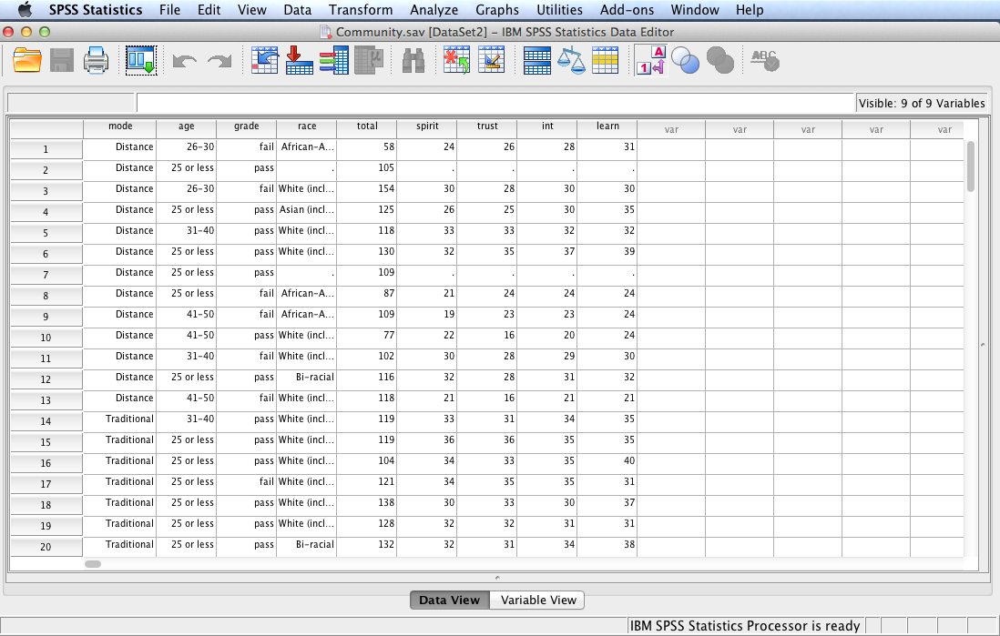 SPSS Statistics File Edit View Data Transform Analyze Graphs Utilities Add-ons Window Help
Community.sav [DataSet2] – IBM SPSS Statistics Data Editor
Visible: 9 of 9 Variables
mode age grade race total spirit trust int learn var var var var var
1 Distance 26–30 fail African-A... 58 24 26 28 31
2 Distance 25 or less pass . 105 . . . .
3 Distance 26–30 fail White (incl... 154 30 28 30 30
4 Distance 25 or less pass Asian (incl... 125 26 25 30 35
5 Distance 31–40 pass White (incl... 118 33 33 32 32
6 Distance 25 or less pass White (incl... 130 32 35 37 39
7 Distance 25 or less pass . 109 . . . .
8 Distance 25 or less fail African-A... 87 21 24 24 24
9 Distance 41–50 fail African-A... 109 19 23 23 24
10 Distance 41–50 pass White (incl... 77 22 16 20 24
11 Distance 31–40 fail White (incl... 102 30 28 29 30
12 Distance 25 or less pass Bi-racial 116 32 28 31 32
13 Distance 41–50 fail White (incl... 118 21 16 21 21
14 Traditional 31–40 pass White (incl... 119 33 31 34 35
15 Traditional 25 or less pass White (incl... 119 36 36 35 35
16 Traditional 25 or less pass White (incl... 104 34 33 35 40
17 Traditional 25 or less fail White (incl... 121 34 35 35 31
18 Traditional 25 or less pass White (incl... 138 30 33 30 37
19 Traditional 25 or less pass White (incl... 128 32 32 31 31
20 Traditional 25 or less pass Bi-racial 132 32 31 34 38
Data View Variable View
IBM SPSS Statistics Processor is ready